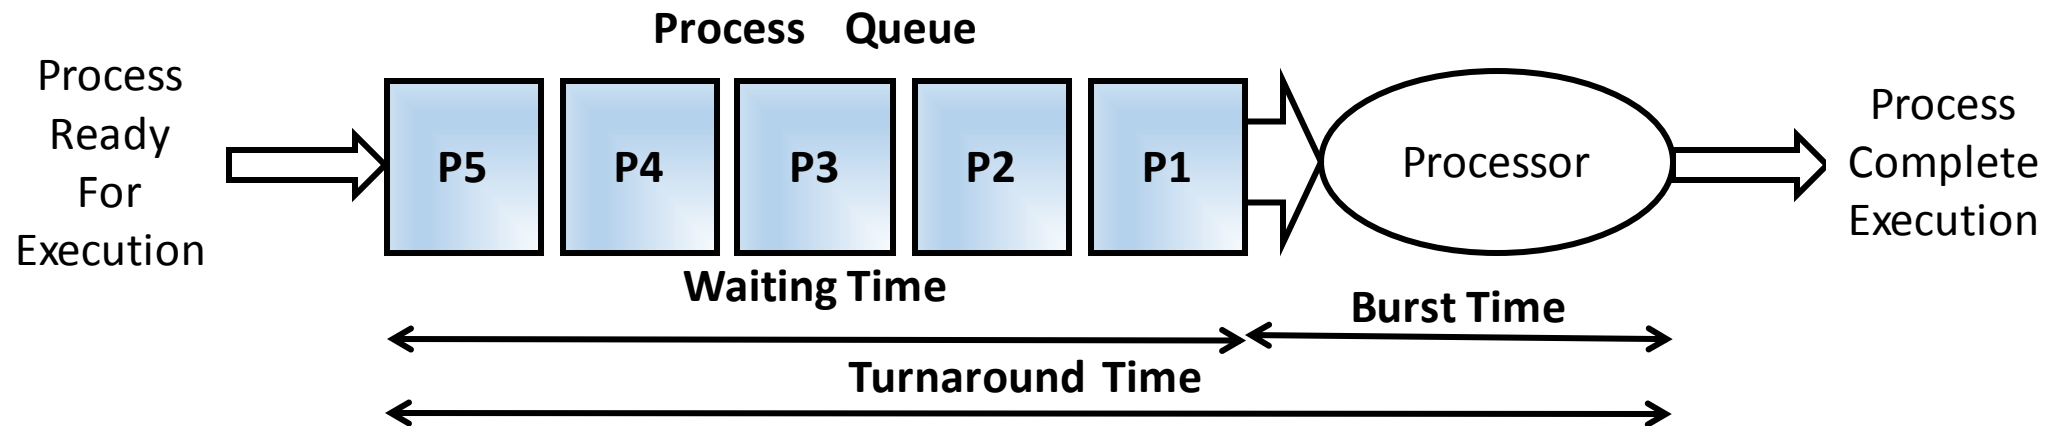 Process Queue
Process
Ready
For
Execution
P5
P4
P3
P2
P1
Processor
Process
Complete
Execution
Waiting Time
Burst Time
Turnaround Time